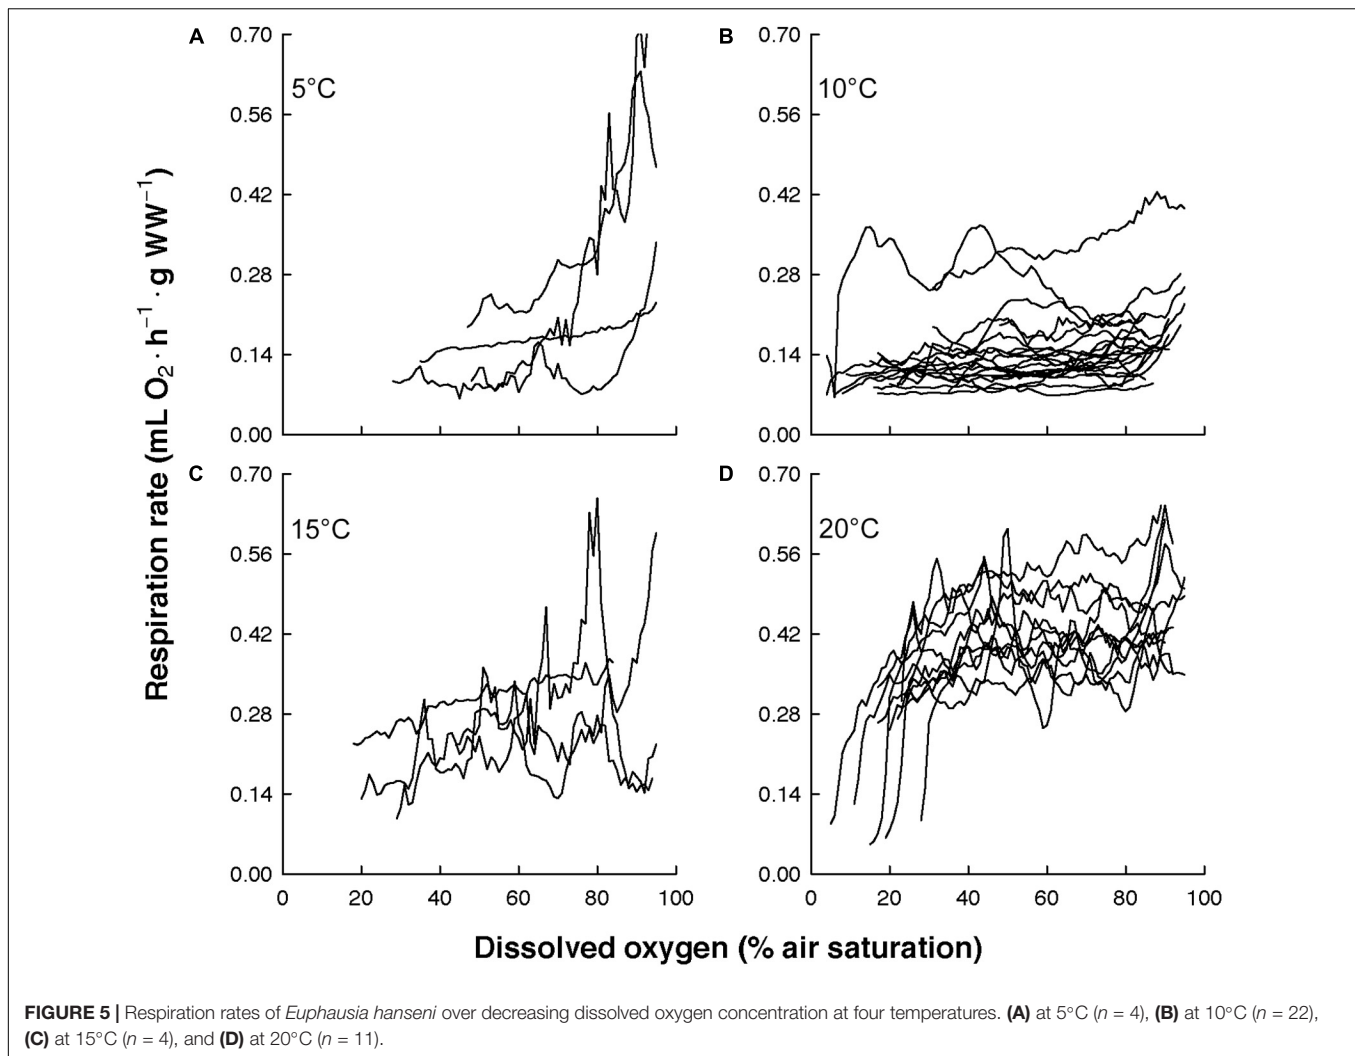 A
B
0.70
0.56
0.42
0.28
0.14
0.00
5°C
0.70
0.56
0.42
0.28
0.14
0.00
10°C
Respiration rate (mL O₂ · h⁻¹ · g WW⁻¹)
C
D
0.70
0.56
0.42
0.28
0.14
0.00
15°C
0 20 40 60 80 100
0.70
0.56
0.42
0.28
0.14
0.00
20°C
0 20 40 60 80 100
Dissolved oxygen (% air saturation)
FIGURE 5 | Respiration rates of Euphausia hanseni over decreasing dissolved oxygen concentration at four temperatures. (A) at 5°C (n = 4), (B) at 10°C (n = 22),
(C) at 15°C (n = 4), and (D) at 20°C (n = 11).